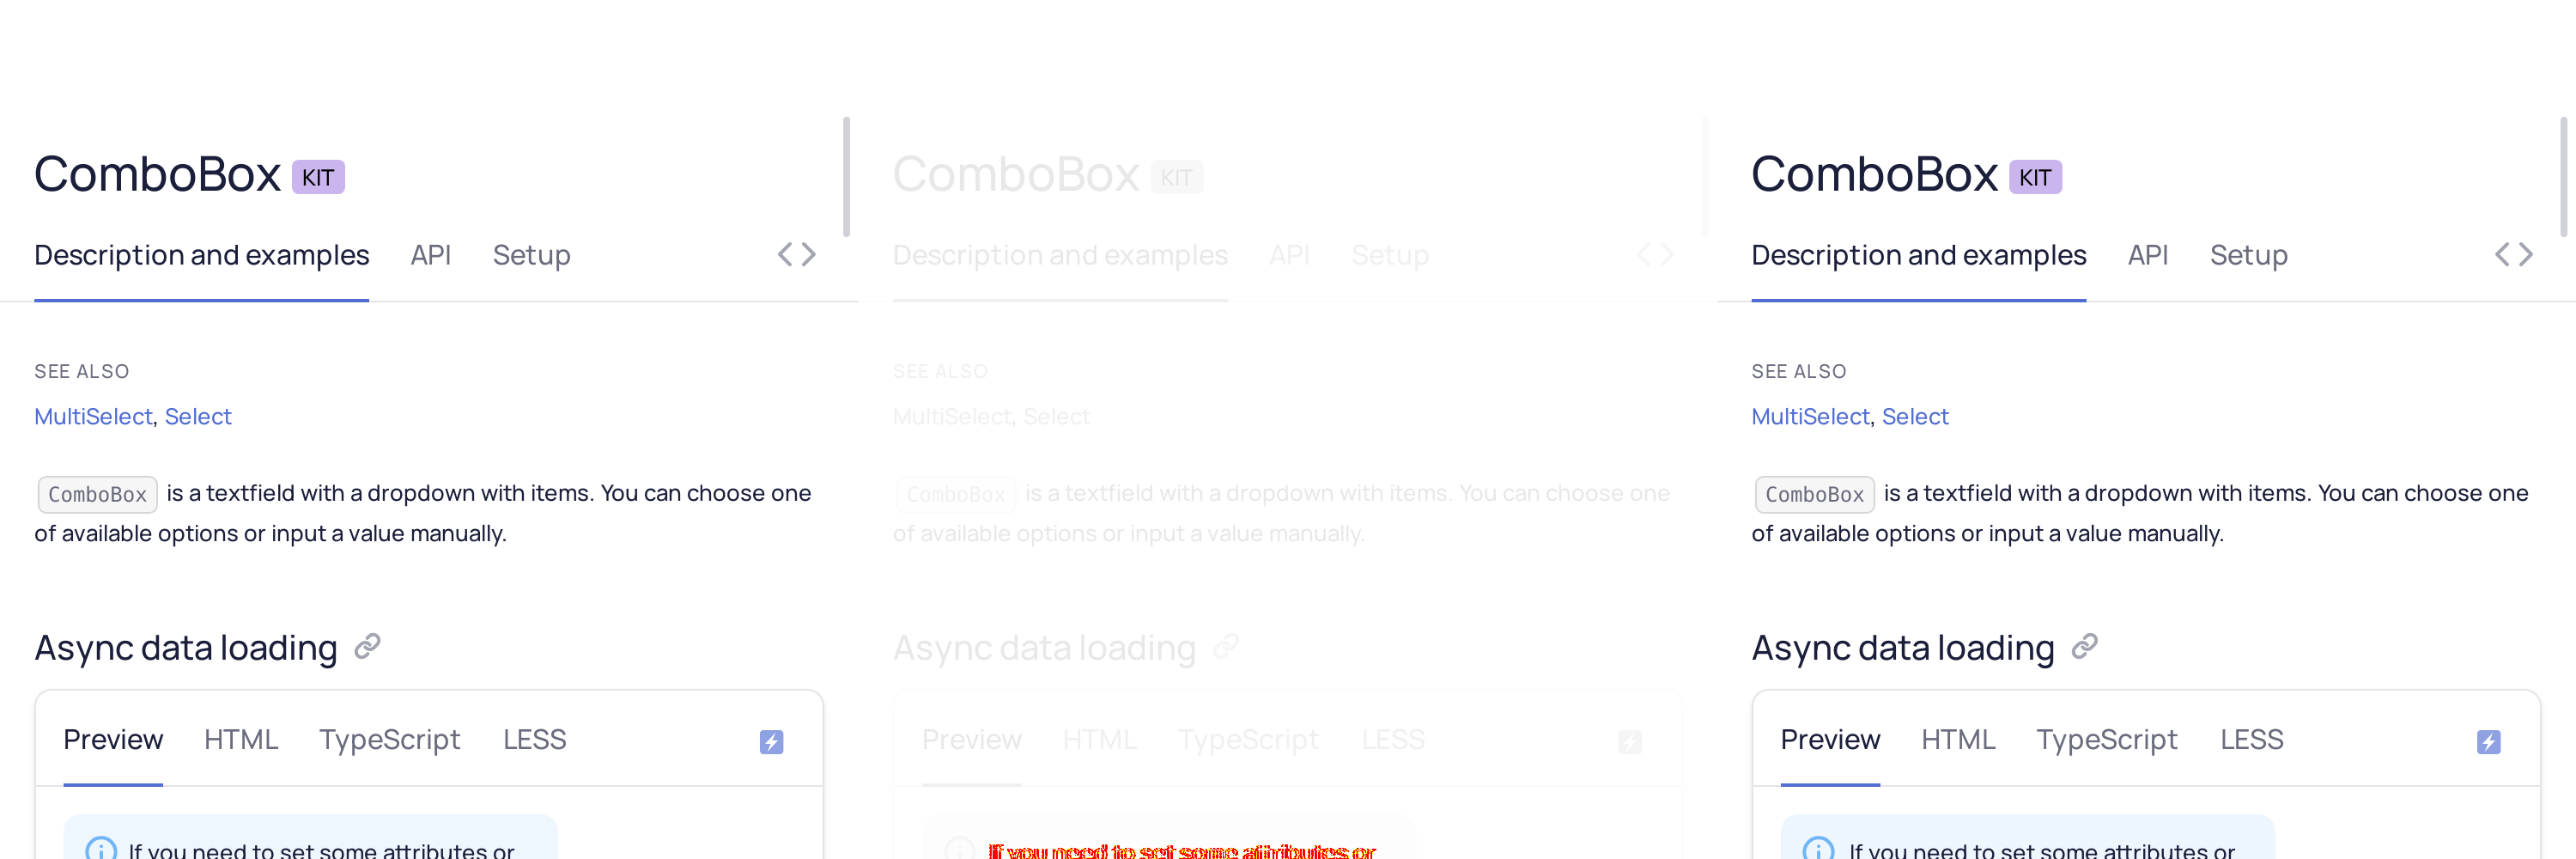 ComboBox KIT
Description and examples API Setup
SEE ALSO
MultiSelect, Select
ComboBox is a textfield with a dropdown with items. You can choose one
of available options or input a value manually.
Async data loading
Preview HTML TypeScript LESS
If you need to set some attributes or
ComboBox KIT
Description and examples API Setup
SEE ALSO
MultiSelect, Select
ComboBox is a textfield with a dropdown with items. You can choose one
of available options or input a value manually.
Async data loading
Preview HTML TypeScript LESS
If you need to set some attributes or
ComboBox KIT
Description and examples API Setup
SEE ALSO
MultiSelect, Select
ComboBox is a textfield with a dropdown with items. You can choose one
of available options or input a value manually.
Async data loading
Preview HTML TypeScript LESS
If you need to set some attributes or